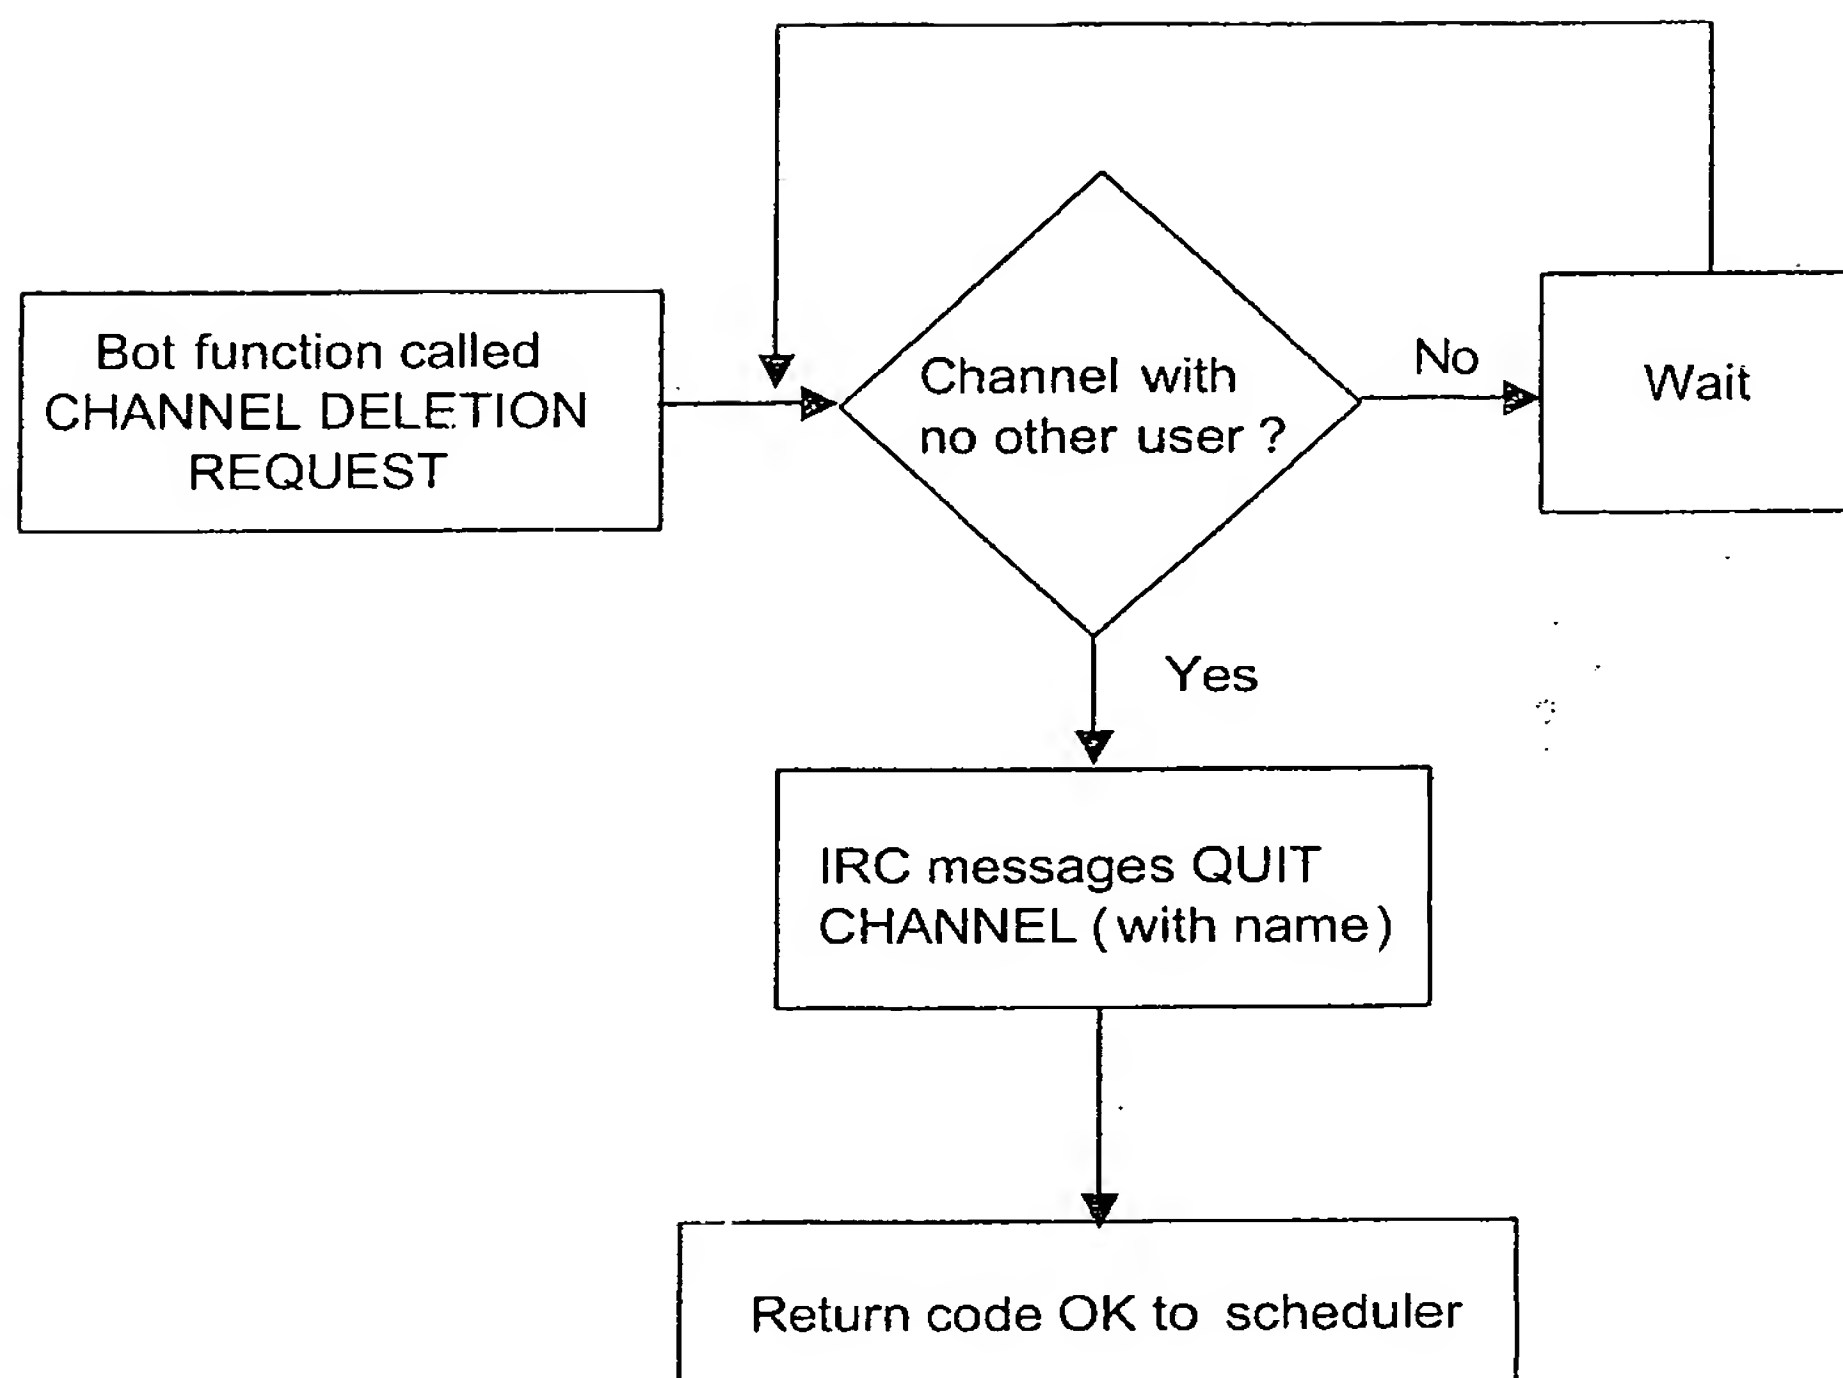 Bot function called
CHANNEL DELETION
REQUEST
Channel with
no other user ?
No
Wait
Yes
IRC messages QUIT
CHANNEL ( with name )
Return code OK to scheduler